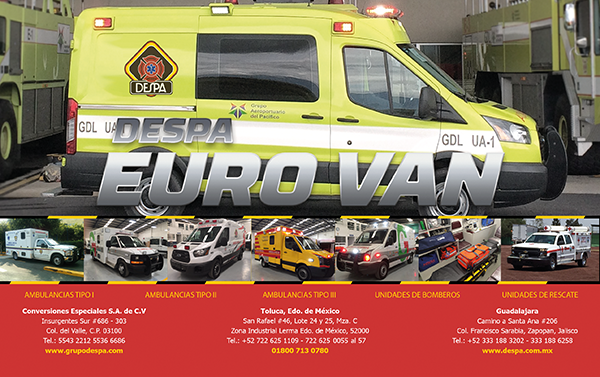 DESPA
Grupo
Aeroportuario
del Pacífico
GDL UA
GDL UA-1
DESPA
EURO VAN
AMBULANCIAS TIPO I
AMBULANCIAS TIPO II
AMBULANCIAS TIPO III
UNIDADES DE BOMBEROS
UNIDADES DE RESCATE
Conversiones Especiales S.A. de C.V
Insurgentes Sur #686 - 303
Col. del Valle, C.P. 03100
Tel.: 5543 2212 5536 6686
www.grupodespa.com
Toluca, Edo. de México
San Rafael #46, Lote 24 y 25, Mza. C
Zona Industrial Lerma Edo. de México, 52000
Tel.: +52 722 625 1109 - 722 625 0055 al 57
01800 713 0780
Guadalajara
Camino a Santa Ana #206
Col. Francisco Sarabia, Zapopan, Jalisco
Tel.: +52 333 188 3202 - 333 188 6258
www.despa.com.mx